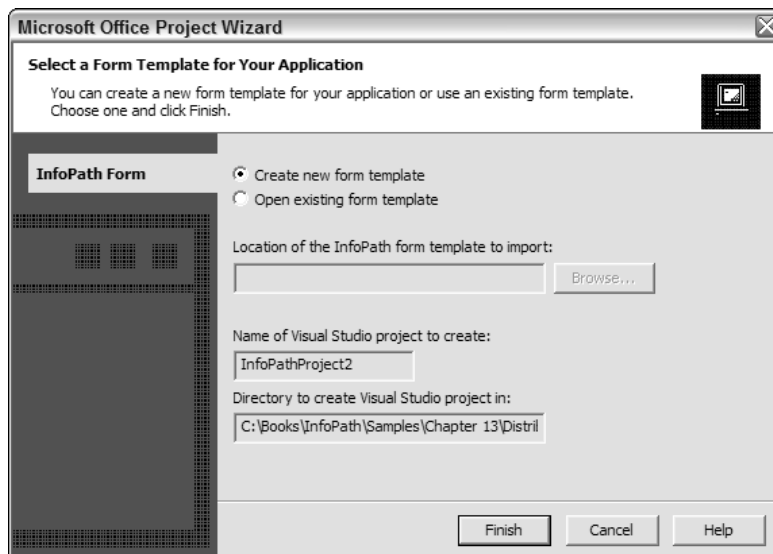 Microsoft Office Project Wizard
Select a Form Template for Your Application
You can create a new form template for your application or use an existing form template.
Choose one and click Finish.
InfoPath Form
Create new form template
Open existing form template
Location of the InfoPath form template to import:
Browse...
Name of Visual Studio project to create:
InfoPathProject2
Directory to create Visual Studio project in:
C:\Books\InfoPath\Samples\Chapter 13\Distril
Finish
Cancel
Help